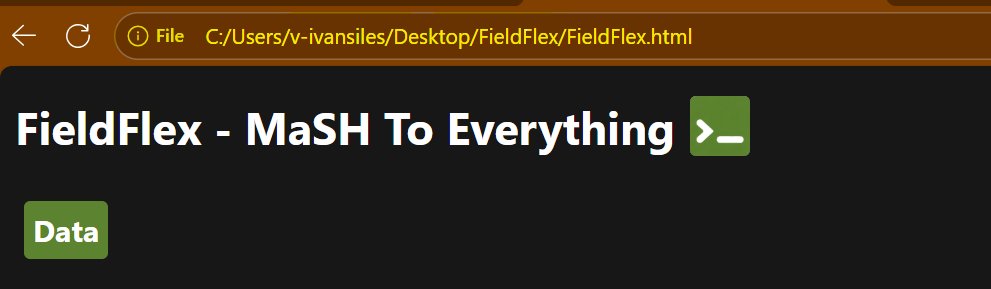 File C:/Users/v-ivansiles/Desktop/FieldFlex/FieldFlex.html
FieldFlex - MaSH To Everything >_
Data